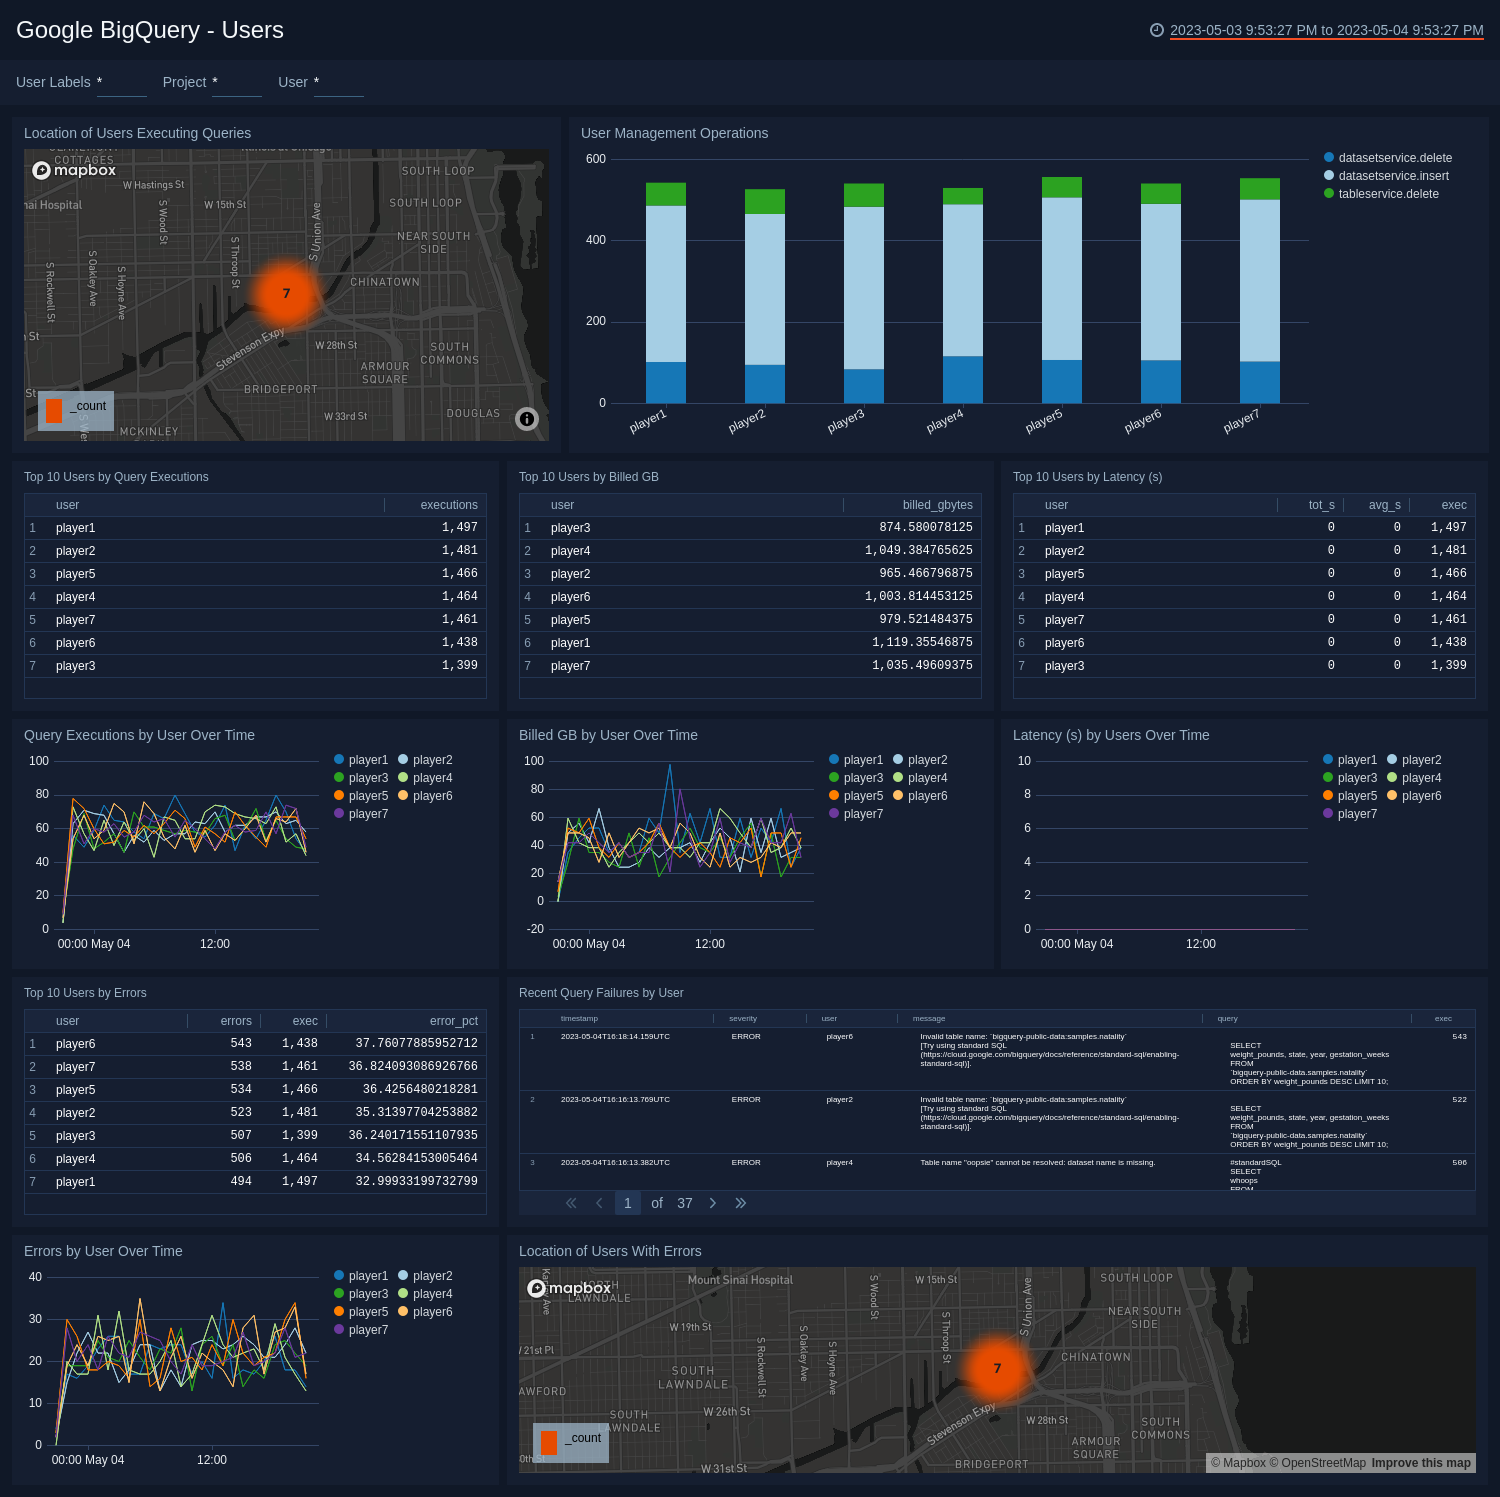 Google BigQuery - Users
2023-05-03 9:53:27 PM to 2023-05-04 9:53:27 PM
User Labels *
Project *
User *
Location of Users Executing Queries
COTTAGES
mapbox
W Hastings St
SOUTH LOOP
nai Hospital
S Wood St
W 15th St
S Union Ave
SOUTH LOOP
NEAR SOUTH
SIDE
S Throop St
S Oakley Ave
S Hoyne Ave
S Rockwell St
CHINATOWN
7
Stevenson Expy
W 28th St
SOUTH
COMMONS
ARMOUR
SQUARE
BRIDGEPORT
_count
W 33rd St
DOUGLAS
MCKINLEY
User Management Operations
600
400
200
0
player1
player2
player3
player4
player5
player6
player7
datasetservice.delete
datasetservice.insert
tableservice.delete
Top 10 Users by Query Executions
user executions
1 player1 1,497
2 player2 1,481
3 player5 1,466
4 player4 1,464
5 player7 1,461
6 player6 1,438
7 player3 1,399
Top 10 Users by Billed GB
user billed_gbytes
1 player3 874.580078125
2 player4 1,049.384765625
3 player2 965.466796875
4 player6 1,003.814453125
5 player5 979.521484375
6 player1 1,119.35546875
7 player7 1,035.49609375
Top 10 Users by Latency (s)
user tot_s avg_s exec
1 player1 0 0 1,497
2 player2 0 0 1,481
3 player5 0 0 1,466
4 player4 0 0 1,464
5 player7 0 0 1,461
6 player6 0 0 1,438
7 player3 0 0 1,399
Query Executions by User Over Time
100
80
60
40
20
0
00:00 May 04 12:00
player1 player2
player3 player4
player5 player6
player7
Billed GB by User Over Time
100
80
60
40
20
0
-20
00:00 May 04 12:00
player1 player2
player3 player4
player5 player6
player7
Latency (s) by Users Over Time
10
8
6
4
2
0
00:00 May 04 12:00
player1 player2
player3 player4
player5 player6
player7
Top 10 Users by Errors
user errors exec error_pct
1 player6 543 1,438 37.76077885952712
2 player7 538 1,461 36.824093086926766
3 player5 534 1,466 36.4256480218281
4 player2 523 1,481 35.31397704253882
5 player3 507 1,399 36.240171551107935
6 player4 506 1,464 34.56284153005464
7 player1 494 1,497 32.99933199732799
Recent Query Failures by User
timestamp severity user message query exec
1 2023-05-04T16:18:14.159UTC ERROR player6 Invalid table name: `bigquery-public-data:samples.natality` 543
[Try using standard SQL SELECT
(https://cloud.google.com/bigquery/docs/reference/standard-sql/enabling- weight_pounds, state, year, gestation_weeks
standard-sql)]. FROM
`bigquery-public-data.samples.natality`
ORDER BY weight_pounds DESC LIMIT 10;
2 2023-05-04T16:16:13.769UTC ERROR player2 Invalid table name: `bigquery-public-data:samples.natality` 522
[Try using standard SQL SELECT
(https://cloud.google.com/bigquery/docs/reference/standard-sql/enabling- weight_pounds, state, year, gestation_weeks
standard-sql)]. FROM
`bigquery-public-data.samples.natality`
ORDER BY weight_pounds DESC LIMIT 10;
3 2023-05-04T16:16:13.382UTC ERROR player4 Table name "oopsie" cannot be resolved: dataset name is missing. #standardSQL 506
SELECT
whoops
FROM
1 of 37
Errors by User Over Time
40
30
20
10
0
00:00 May 04 12:00
player1 player2
player3 player4
player5 player6
player7
Location of Users With Errors
mapbox
LAWNDALE
Mount Sinai Hospital
S Wood St
W 15th St
S Union Ave
SOUTH LOOP
NEAR SOUTH
SIDE
W 19th St
21st Pl
S Rockwell St
S Oakley Ave
S Hoyne Ave
S Throop St
CHINATOWN
SOUTH
LAWNDALE
7
AWFORD
SOUTH
LAWNDALE
W 26th St
Stevenson Expy
W 28th St
SOUTH
COMMONS
_count
ARMOUR
SQUARE
W 31st St
BRIDGEPORT
© Mapbox © OpenStreetMap Improve this map